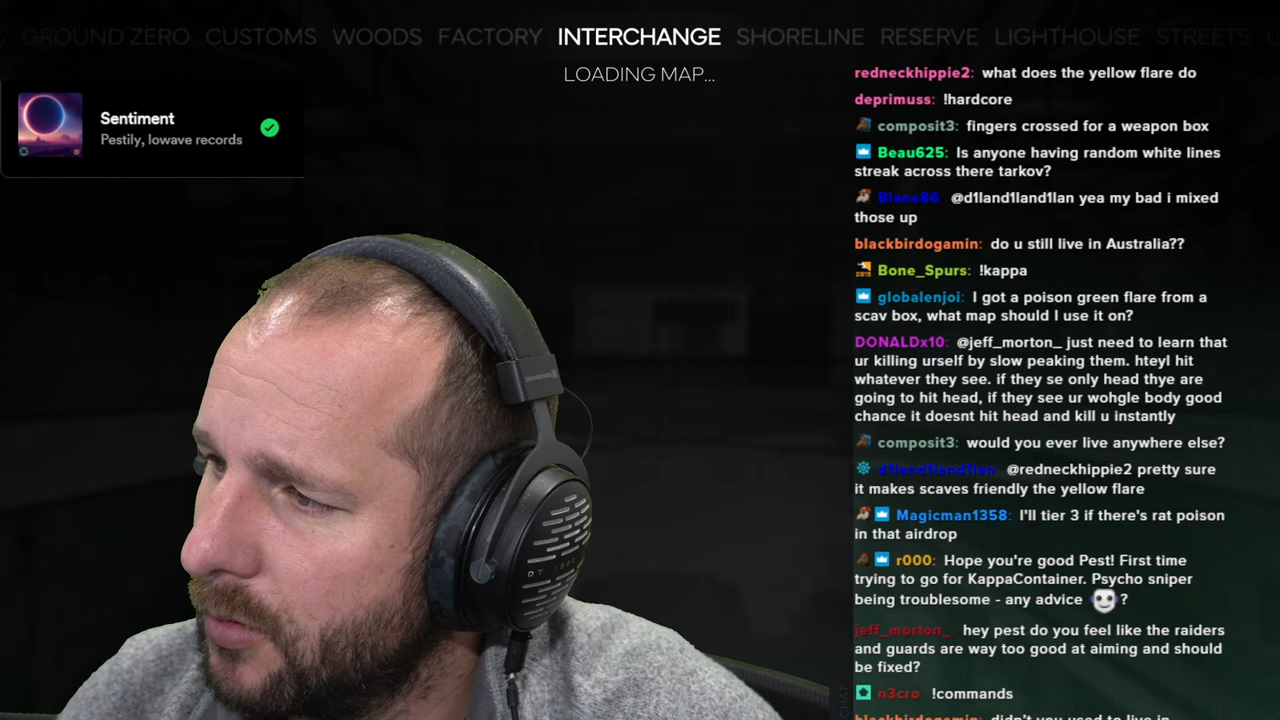 GROUND ZERO CUSTOMS WOODS FACTORY INTERCHANGE SHORELINE RESERVE LIGHTHOUSE STREETS
LOADING MAP...
Sentiment
Pestily, lowave records
redneckhippie2: what does the yellow flare do
deprimuss: !hardcore
composit3: fingers crossed for a weapon box
Beau625: Is anyone having random white lines
streak across there tarkov?
Blane86: @d1land1land1lan yea my bad i mixed
those up
blackbirdogamin: do u still live in Australia??
Bone_Spurs: !kappa
globalenjoi: I got a poison green flare from a
scav box, what map should I use it on?
DONALDx10: @jeff_morton_ just need to learn that
ur killing urself by slow peaking them. hteyl hit
whatever they see. if they se only head thye are
going to hit head, if they see ur wohgle body good
chance it doesnt hit head and kill u instantly
composit3: would you ever live anywhere else?
d1land1land1lan: @redneckhippie2 pretty sure
it makes scaves friendly the yellow flare
Magicman1358: I'll tier 3 if there's rat poison
in that airdrop
r000: Hope you're good Pest! First time
trying to go for KappaContainer. Psycho sniper
being troublesome - any advice ?
jeff_morton_: hey pest do you feel like the raiders
and guards are way too good at aiming and should
be fixed?
n3cro: !commands
blackbirdogamin: didn't you used to live in
CHAT